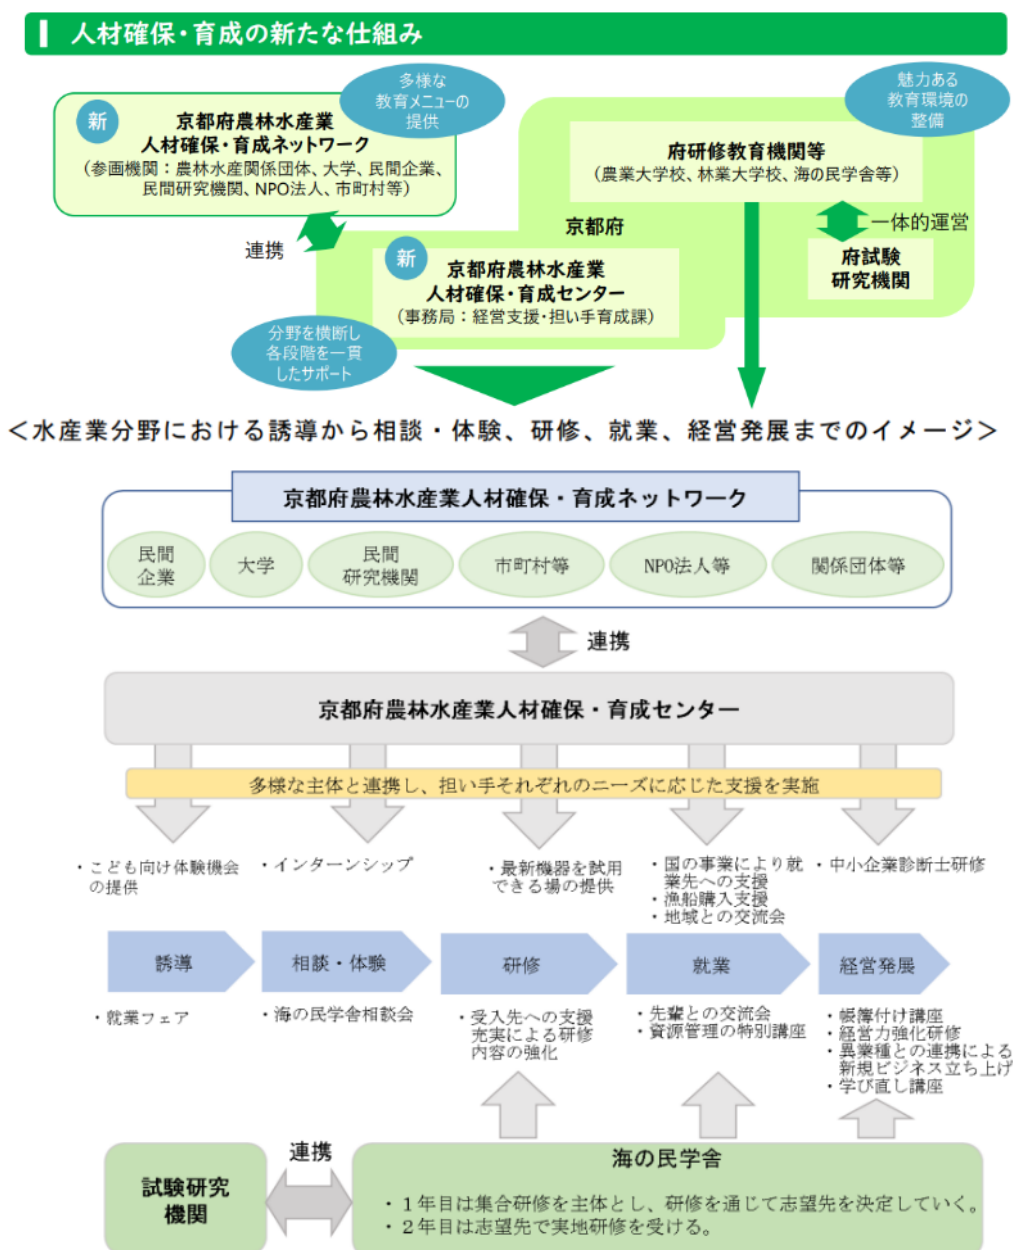 人材確保・育成の新たな仕組み
多様な
教育メニューの
提供
魅力ある
教育環境の
整備
新
京都府農林水産業
人材確保・育成ネットワーク
（参画機関：農林水産関係団体、大学、民間企業、
民間研究機関、NPO法人、市町村等）
府研修教育機関等
（農業大学校、林業大学校、海の民学舎等）
連携
京都府
一体的運営
府試験
研究機関
新
京都府農林水産業
人材確保・育成センター
（事務局：経営支援・担い手育成課）
分野を横断し
各段階を一貫
したサポート
＜水産業分野における誘導から相談・体験、研修、就業、経営発展までのイメージ＞
京都府農林水産業人材確保・育成ネットワーク
民間
企業
大学
民間
研究機関
市町村等
NPO法人等
関係団体等
連携
京都府農林水産業人材確保・育成センター
多様な主体と連携し、担い手それぞれのニーズに応じた支援を実施
・こども向け体験機会
の提供
・インターンシップ
・最新機器を試用
できる場の提供
・国の事業により就
業先への支援
・漁船購入支援
・地域との交流会
・中小企業診断士研修
誘導
相談・体験
研修
就業
経営発展
・就業フェア
・海の民学舎相談会
・受入先への支援
充実による研修
内容の強化
・先輩との交流会
・資源管理の特別講座
・帳簿付け講座
・経営力強化研修
・異業種との連携による
新規ビジネス立ち上げ
・学び直し講座
試験研究
機関
連携
海の民学舎
・１年目は集合研修を主体とし、研修を通じて志望先を決定していく。
・２年目は志望先で実地研修を受ける。